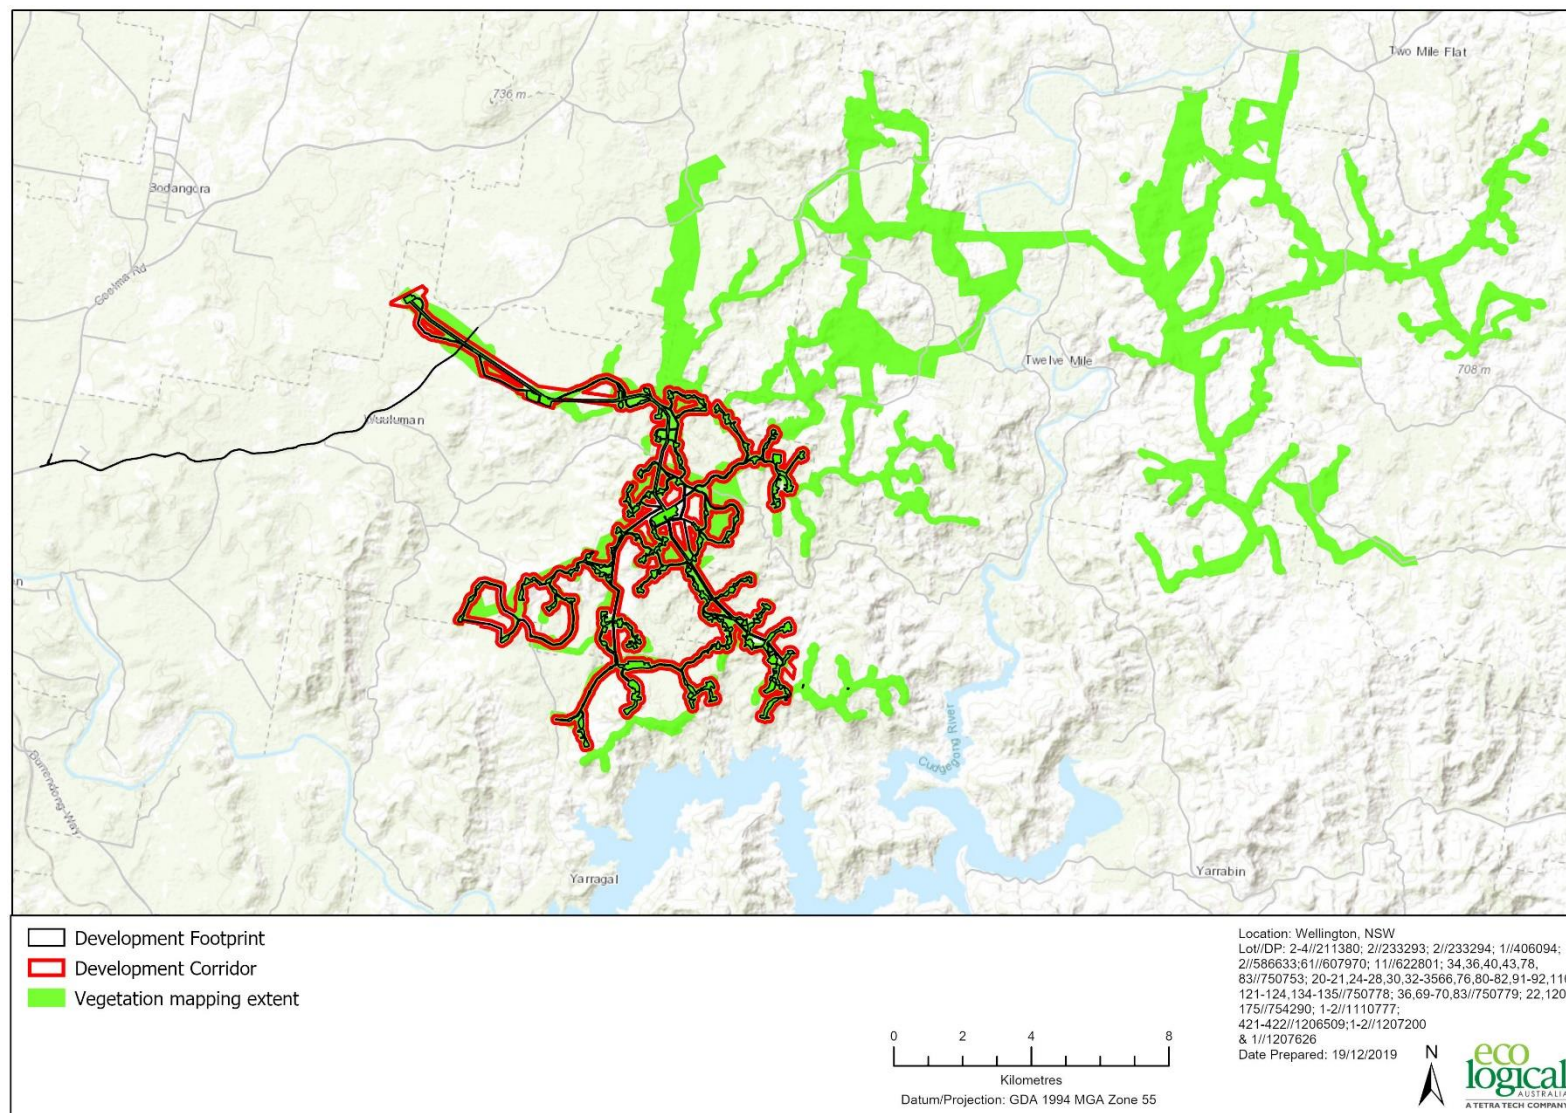 Two Mile Flat
736 m
Bodangora
Goolma Rd
Twelve Mile
708 m
Wuuluman
n
Cudgegong River
Burrendong-Way
Yarragal
Yarrabin
Development Footprint
Development Corridor
Vegetation mapping extent
0 2 4 8
Kilometres
Datum/Projection: GDA 1994 MGA Zone 55
Location: Wellington, NSW
Lot//DP: 2-4//211380; 2//233293; 2//233294; 1//406094;
2//586633;61//607970; 11//622801; 34,36,40,43,78,
83//750753; 20-21,24-28,30,32-3566,76,80-82,91-92,110
121-124,134-135//750778; 36,69-70,83//750779; 22,120
175//754290; 1-2//1110777;
421-422//1206509;1-2//1207200
& 1//1207626
Date Prepared: 19/12/2019
N
eco
logical
AUSTRALIA
A TETRA TECH COMPANY